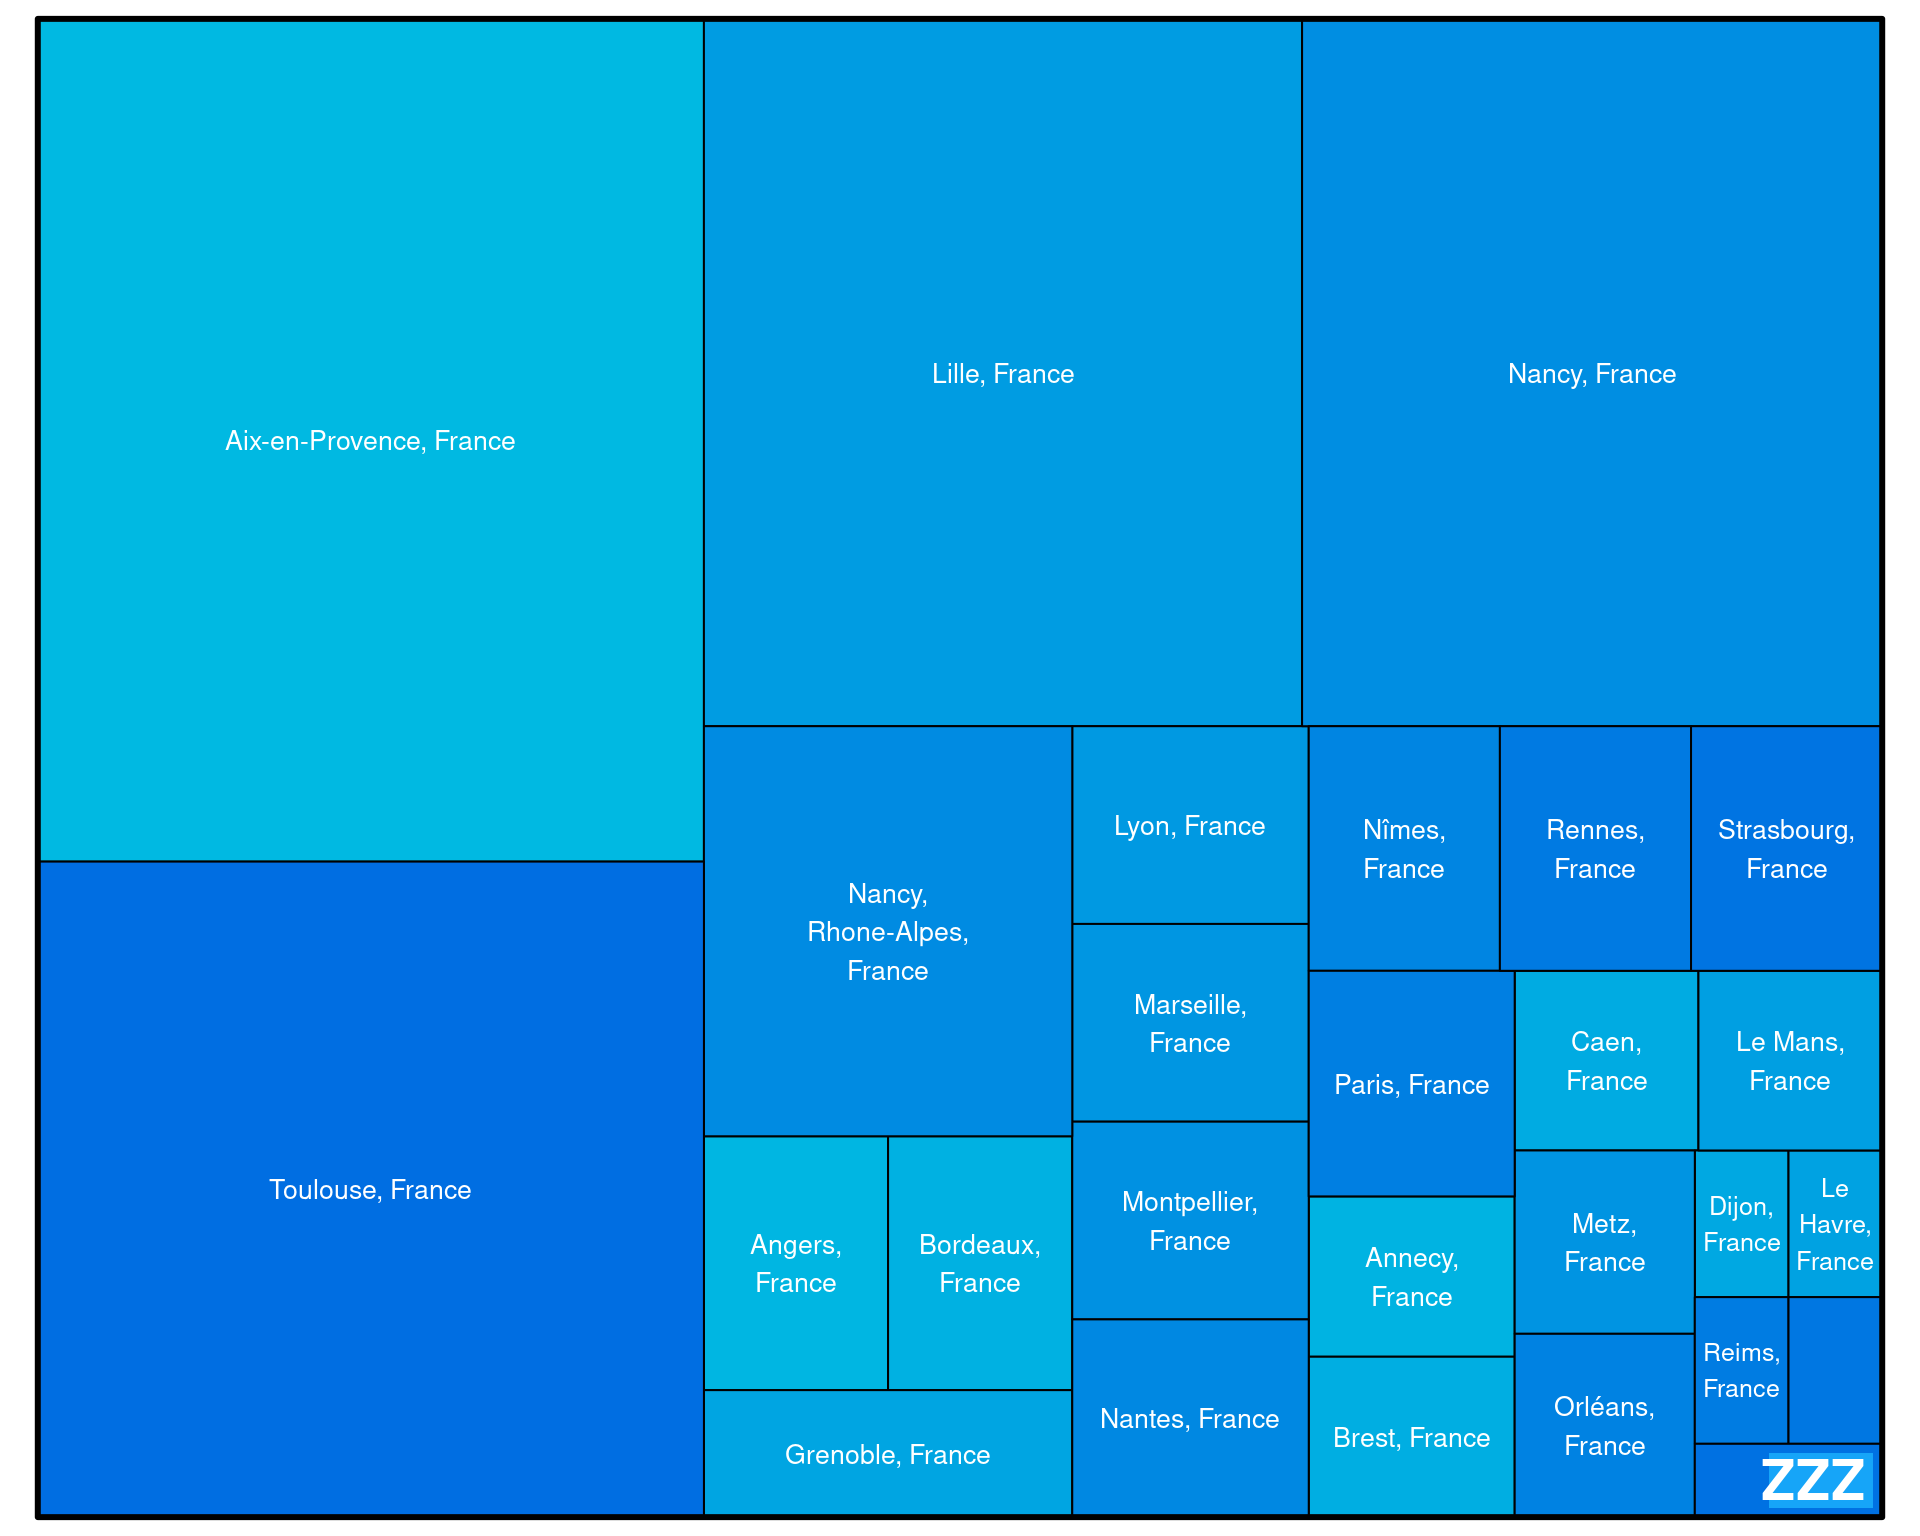 Aix-en-Provence, France
Lille, France
Nancy, France
Toulouse, France
Nancy,
Rhone-Alpes,
France
Lyon, France
Marseille,
France
Montpellier,
France
Nantes, France
Angers,
France
Bordeaux,
France
Grenoble, France
Nîmes,
France
Rennes,
France
Strasbourg,
France
Paris, France
Caen,
France
Le Mans,
France
Annecy,
France
Brest, France
Metz,
France
Orléans,
France
Dijon,
France
Le
Havre,
France
Reims,
France
ZZZ